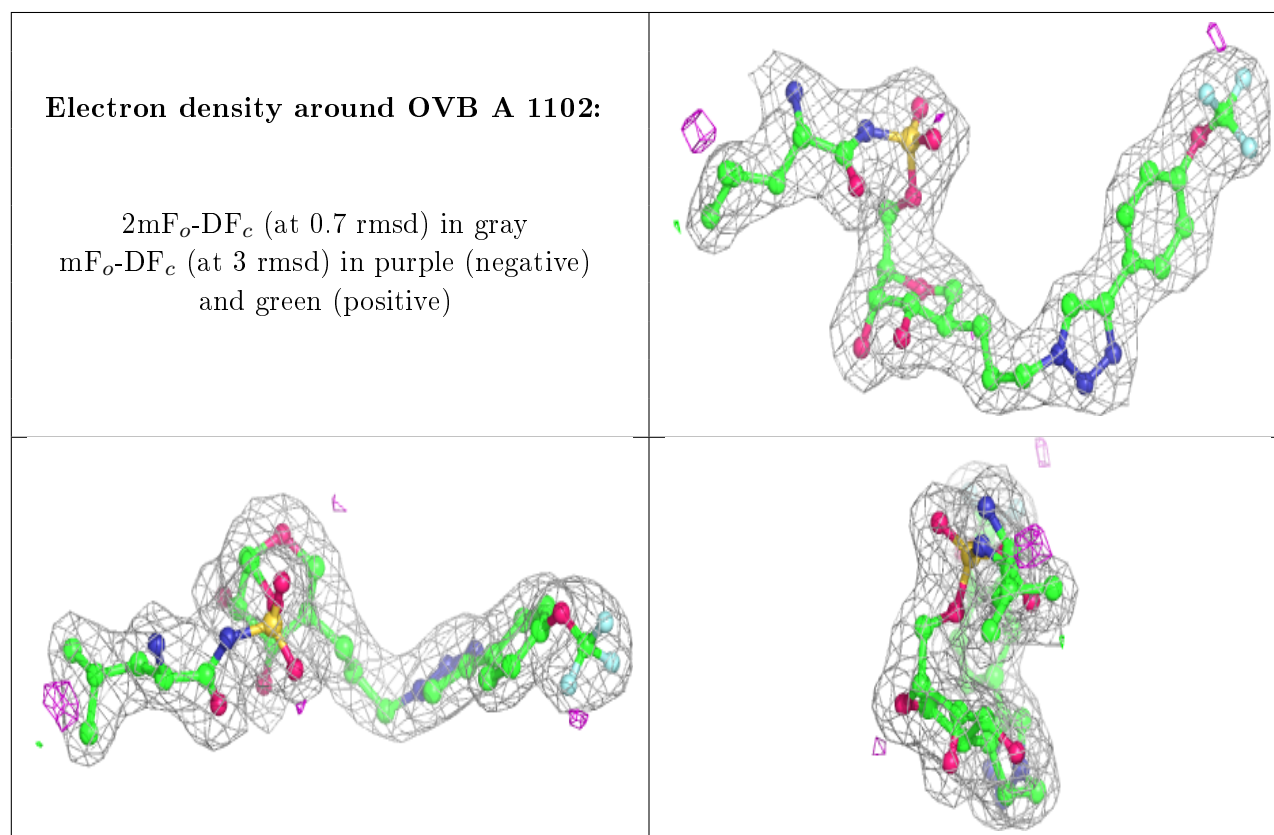 Electron density around OVB A 1102:
2mFo-DFc (at 0.7 rmsd) in gray
mFo-DFc (at 3 rmsd) in purple (negative)
and green (positive)